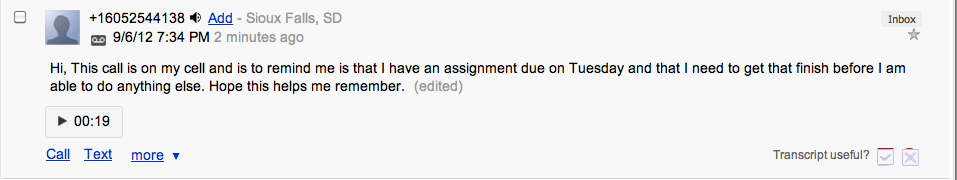 +16052544138 Add - Sioux Falls, SD Inbox
9/6/12 7:34 PM 2 minutes ago
Hi, This call is on my cell and is to remind me is that I have an assignment due on Tuesday and that I need to get that finish before I am
able to do anything else. Hope this helps me remember. (edited)
00:19
Call Text more Transcript useful?